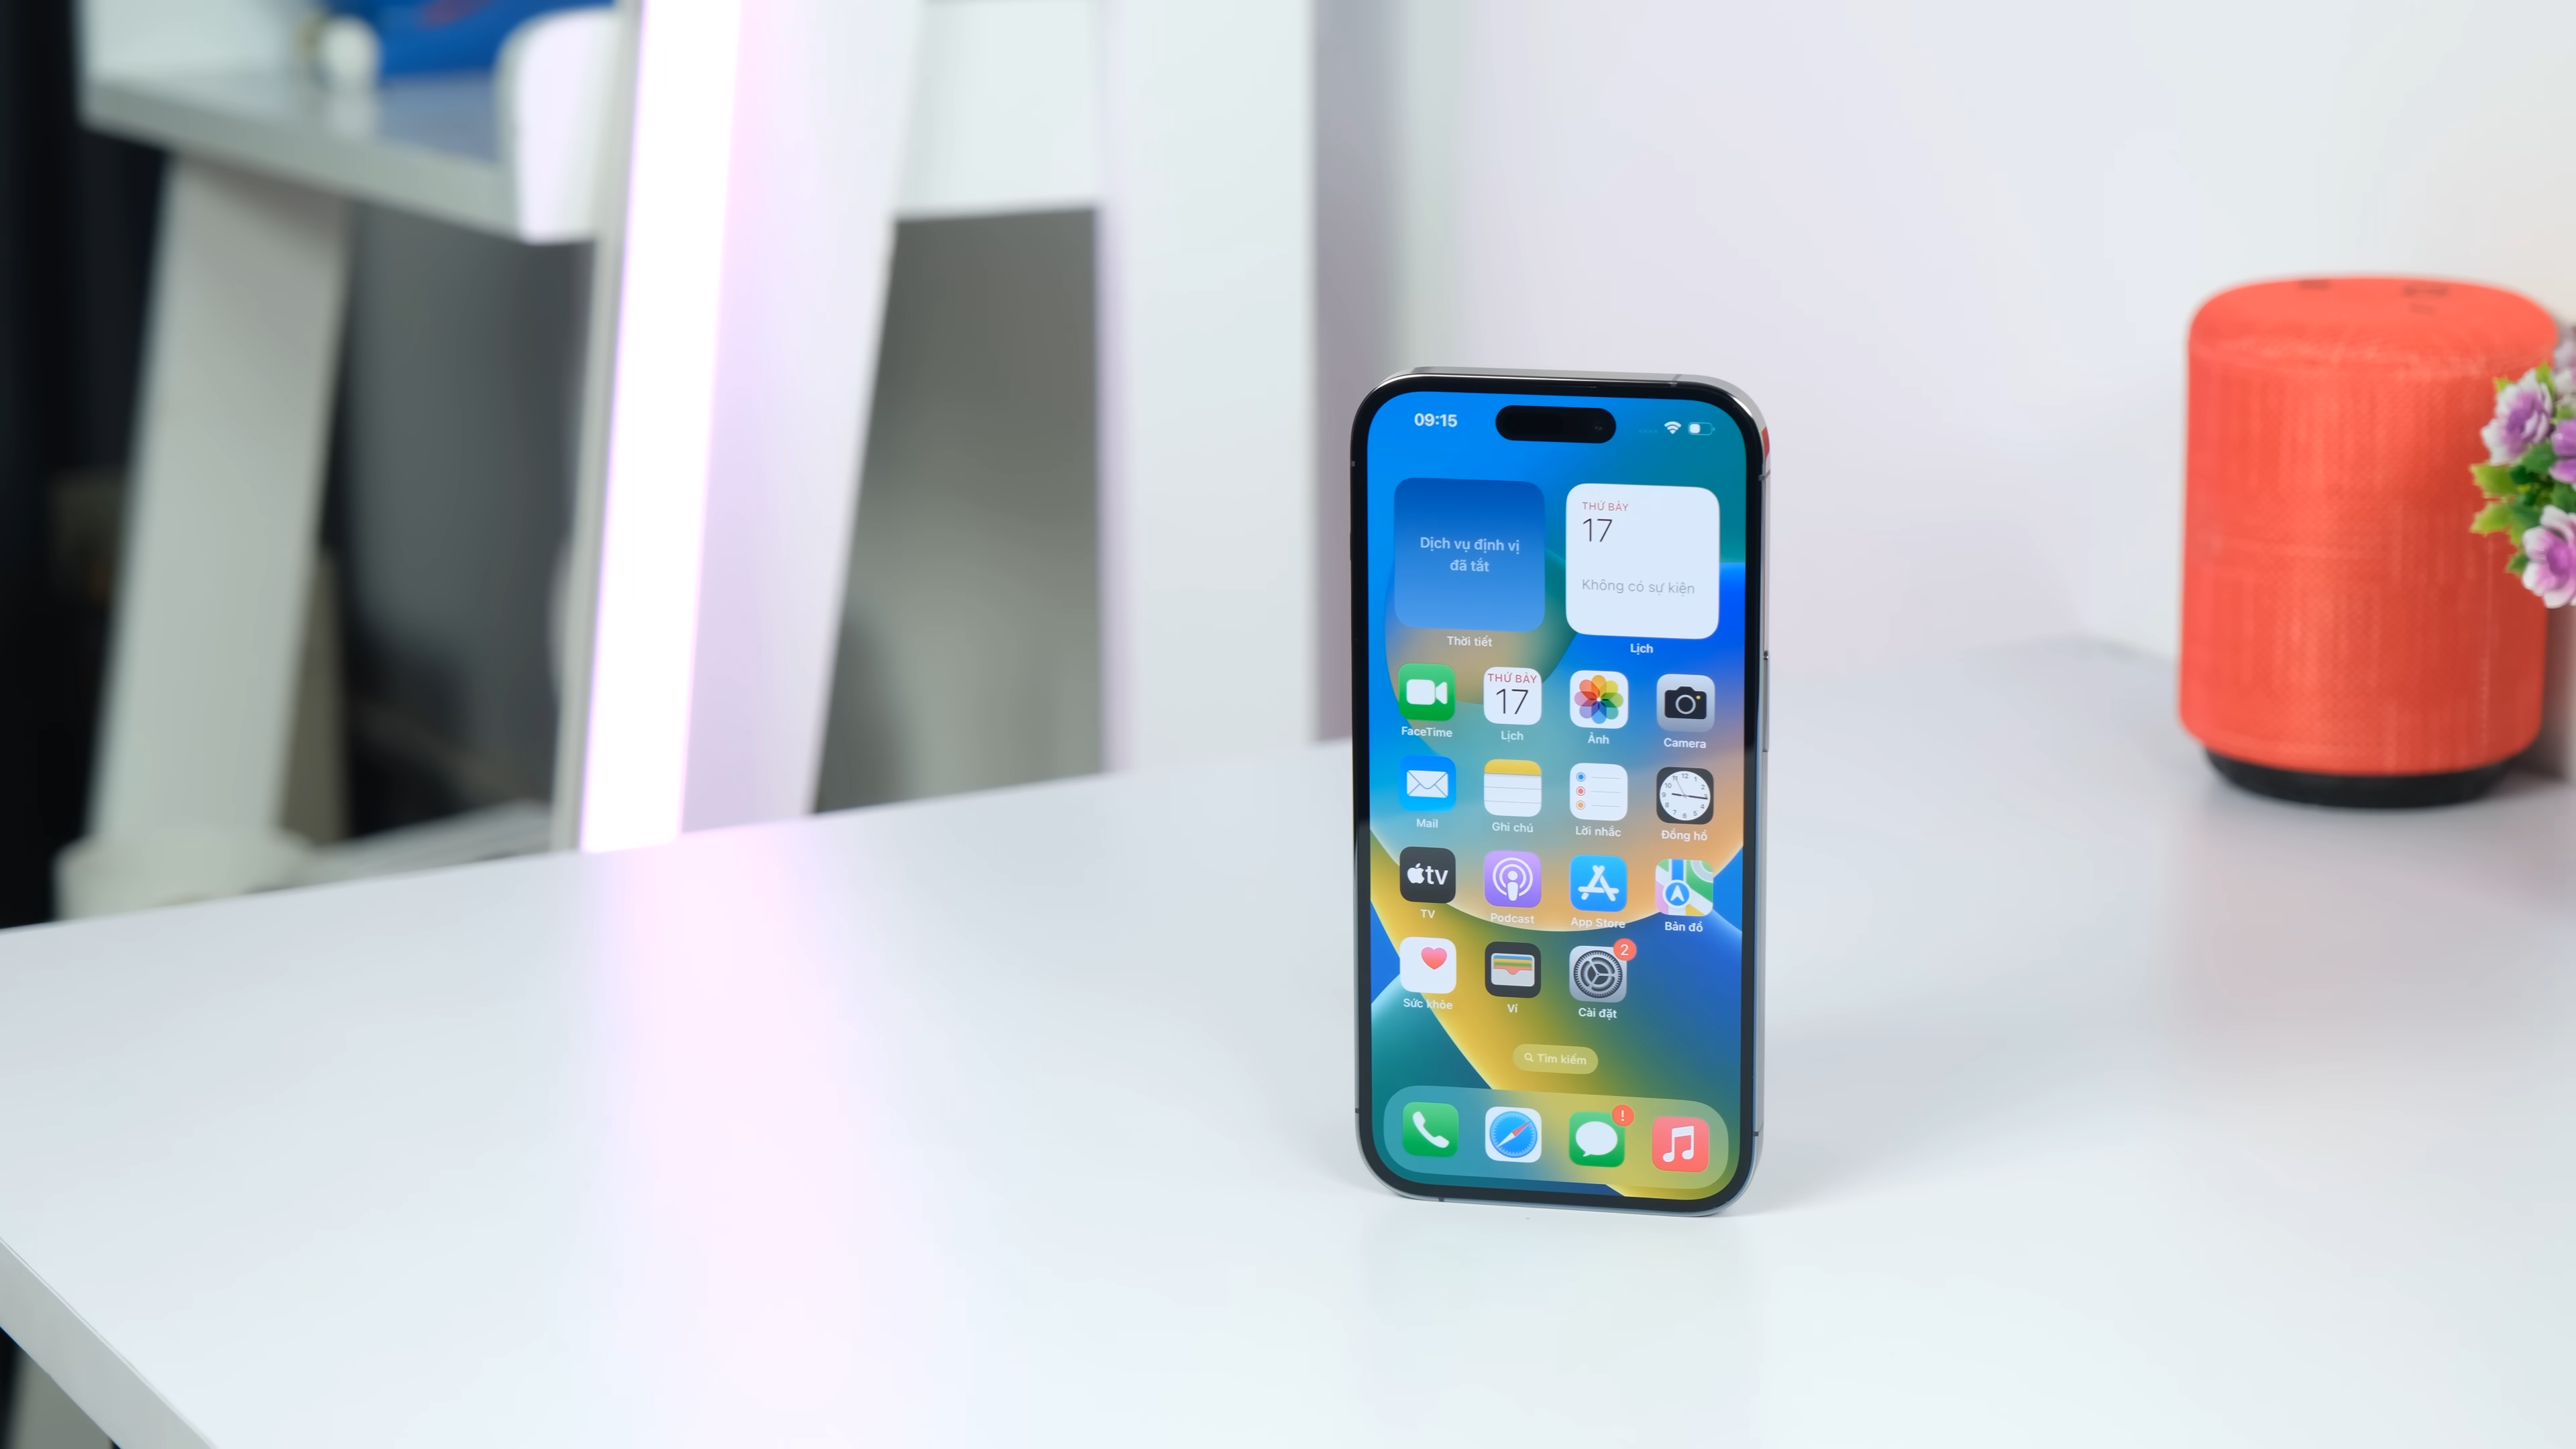 09:15
Dịch vụ định vị
đã tắt
Thời tiết
THỨ BẢY
17
Không có sự kiện
Lịch
FaceTime
THỨ BẢY
17
Lịch
Ảnh
Camera
Mail
Ghi chú
Lời nhắc
Đồng hồ
tv
TV
Podcast
App Store
Bản đồ
Sức khỏe
Ví
2
Cài đặt
Tìm kiếm
!